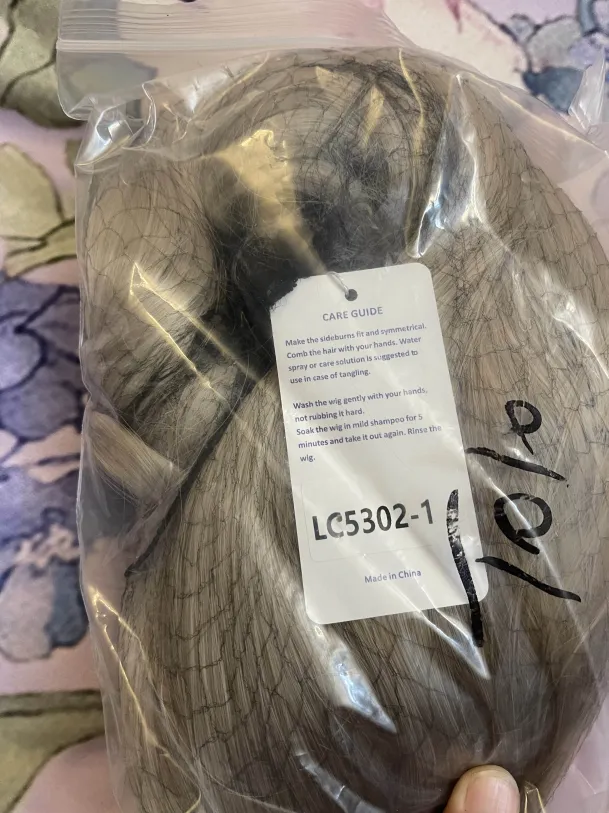 CARE GUIDE
Make the sideburns fit and symmetrical.
Comb the hair with your hands. Water
spray or care solution is suggested to
use in case of tangling.
Wash the wig gently with your hands,
not rubbing it hard.
Soak the wig in mild shampoo for 5
minutes and take it out again. Rinse the
wig.
LC5302-1
Made in China
10%